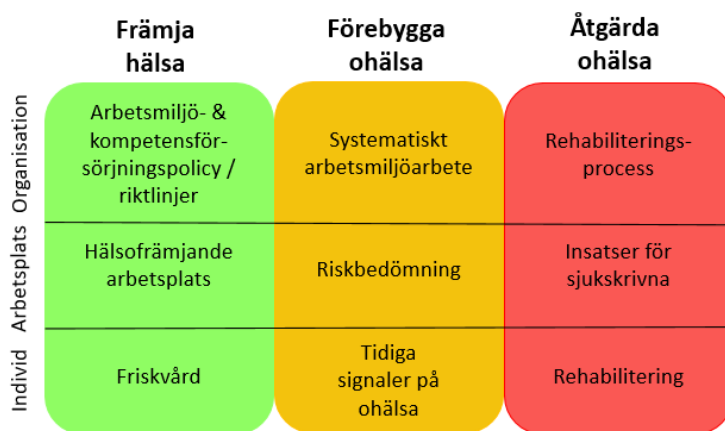 Främja
hälsa
Förebygga
ohälsa
Åtgärda
ohälsa
Organisation
Arbetsmiljö- &
kompetensför-
sörjningspolicy /
riktlinjer
Systematiskt
arbetsmiljöarbete
Rehabiliterings-
process
Arbetsplats
Hälsofrämjande
arbetsplats
Riskbedömning
Insatser för
sjukskrivna
Individ
Friskvård
Tidiga
signaler på
ohälsa
Rehabilitering